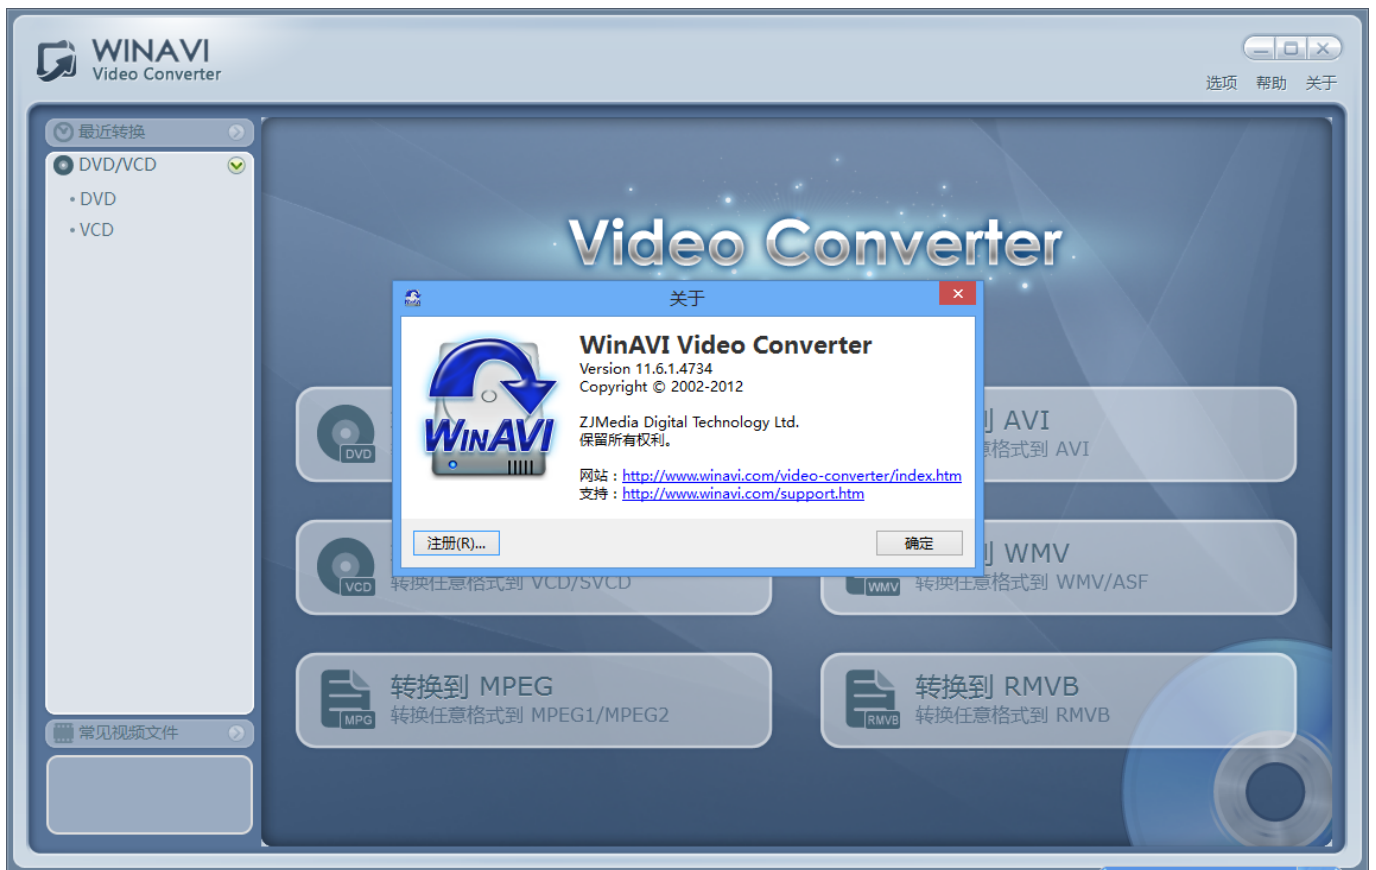 WINAVI
Video Converter
选项 帮助 关于
最近转换
DVD/VCD
• DVD
• VCD
常见视频文件
Video Converter
关于
WINAVI
WinAVI Video Converter
Version 11.6.1.4734
Copyright © 2002-2012
ZJMedia Digital Technology Ltd.
保留所有权利。
网站：http://www.winavi.com/video-converter/index.htm
支持：http://www.winavi.com/support.htm
注册(R)...
确定
DVD
到 AVI
意格式到 AVI
VCD
转换任意格式到 VCD/SVCD
WMV
到 WMV
转换任意格式到 WMV/ASF
MPG
转换到 MPEG
转换任意格式到 MPEG1/MPEG2
RMVB
转换到 RMVB
转换任意格式到 RMVB